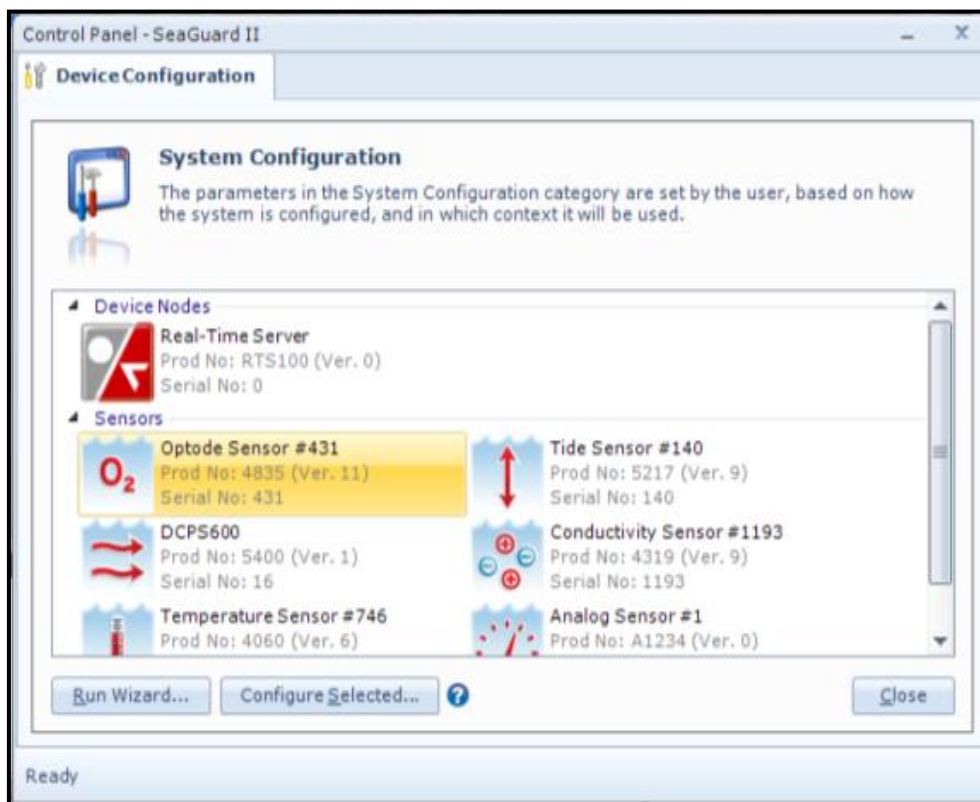 Control Panel - SeaGuard II
Device Configuration
System Configuration
The parameters in the System Configuration category are set by the user, based on how
the system is configured, and in which context it will be used.
Device Nodes
Real-Time Server
Prod No: RTS100 (Ver. 0)
Serial No: 0
Sensors
O2
Optode Sensor #431
Prod No: 4835 (Ver. 11)
Serial No: 431
Tide Sensor #140
Prod No: 5217 (Ver. 9)
Serial No: 140
DCPS600
Prod No: 5400 (Ver. 1)
Serial No: 16
Conductivity Sensor #1193
Prod No: 4319 (Ver. 9)
Serial No: 1193
Temperature Sensor #746
Prod No: 4060 (Ver. 6)
Analog Sensor #1
Prod No: A1234 (Ver. 0)
Run Wizard...
Configure Selected...
?
Close
Ready